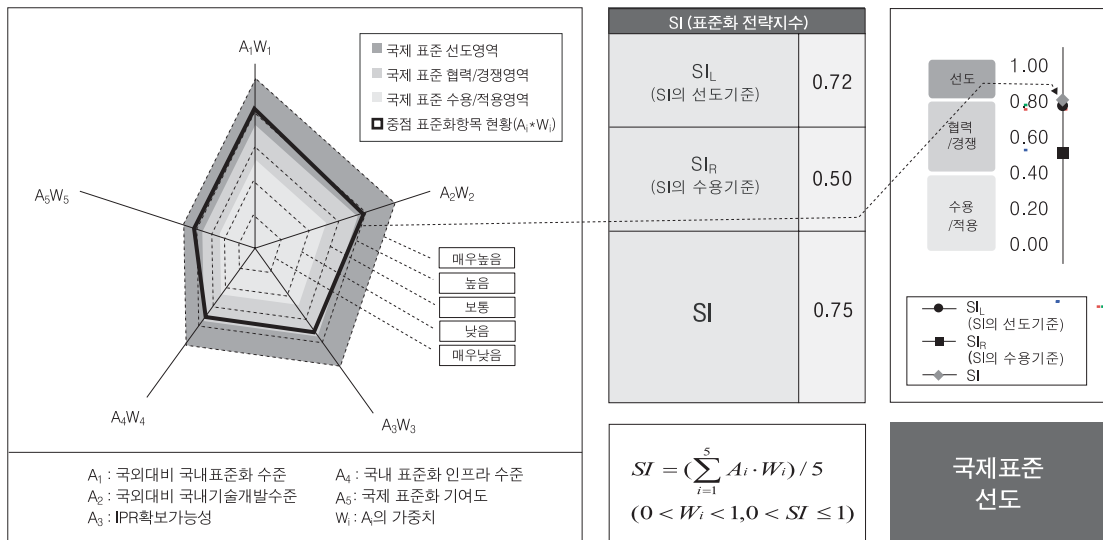 A₁W₁
국제 표준 선도영역
국제 표준 협력/경쟁영역
국제 표준 수용/적용영역
중점 표준화항목 현황(Aᵢ*Wᵢ)
A₂W₂
A₅W₅
매우높음
높음
보통
낮음
매우낮음
A₄W₄
A₃W₃
A₁ : 국외대비 국내표준화 수준
A₂ : 국외대비 국내기술개발수준
A₃ : IPR확보가능성
A₄ : 국내 표준화 인프라 수준
A₅ : 국제 표준화 기여도
Wᵢ : Aᵢ의 가중치
SI (표준화 전략지수)
SI_L
(SI의 선도기준)
0.72
SI_R
(SI의 수용기준)
0.50
SI
0.75
SI = (∑_{i=1}^{5} Aᵢ · Wᵢ) / 5
(0 < Wᵢ < 1,0 < SI ≤ 1)
선도
협력
/경쟁
수용
/적용
1.00
0.80
0.60
0.40
0.20
0.00
SI_L
(SI의 선도기준)
SI_R
(SI의 수용기준)
SI
국제표준
선도